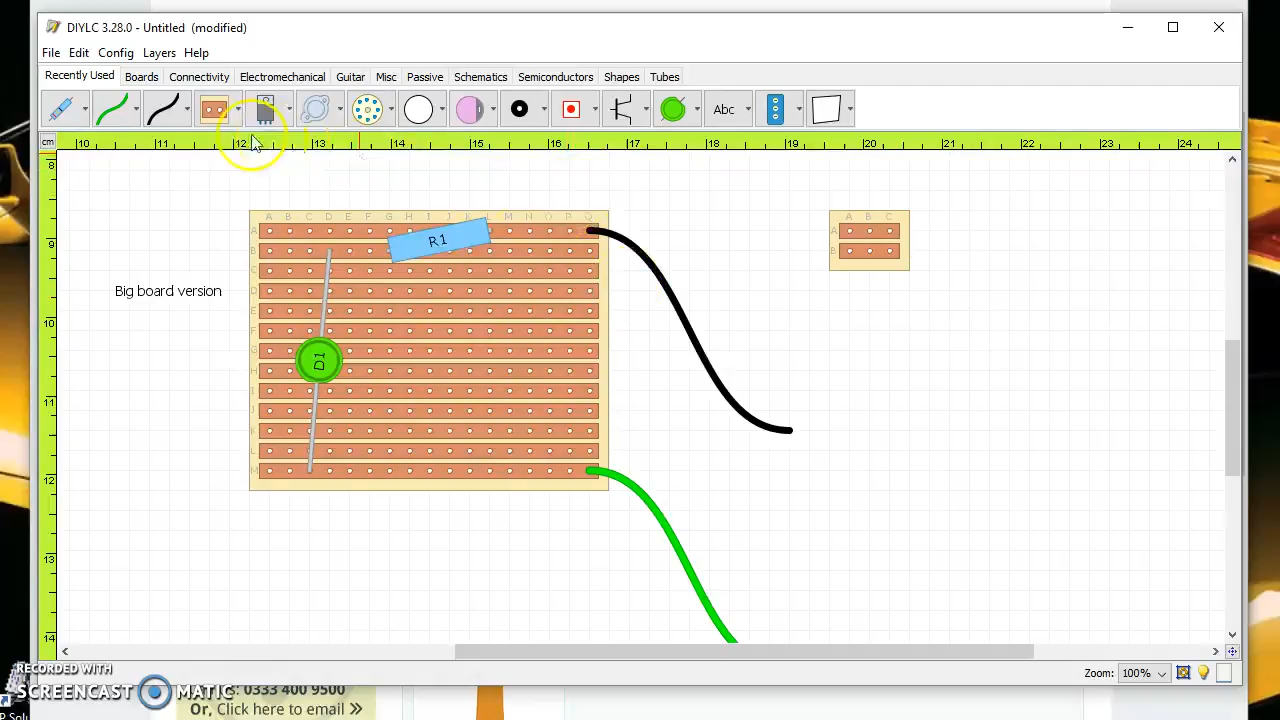 DIYLC 3.28.0 - Untitled (modified)
File Edit Config Layers Help
Recently Used Boards Connectivity Electromechanical Guitar Misc Passive Schematics Semiconductors Shapes Tubes
Abc
cm
10 11 12 13 14 15 16 17 18 19 20 21 22 23 24
8
9
10
11
12
13
14
A B C D E F G H I J K L M N O P Q
A
B
C
D
E
F
G
H
I
J
K
L
M
R1
D1
Big board version
A B C
A
B
Zoom: 100%
RECORDED WITH
SCREENCAST MATIC
s: 0333 400 9500
Or, Click here to email »
P Solu